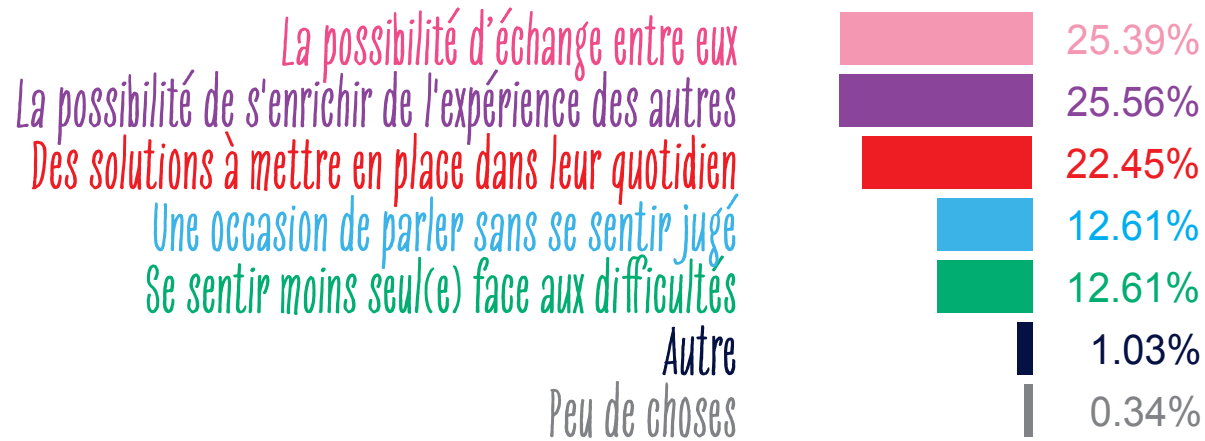 La possibilité d’échange entre eux 25.39%
La possibilité de s'enrichir de l'expérience des autres 25.56%
Des solutions à mettre en place dans leur quotidien 22.45%
Une occasion de parler sans se sentir jugé 12.61%
Se sentir moins seul(e) face aux difficultés 12.61%
Autre 1.03%
Peu de choses 0.34%